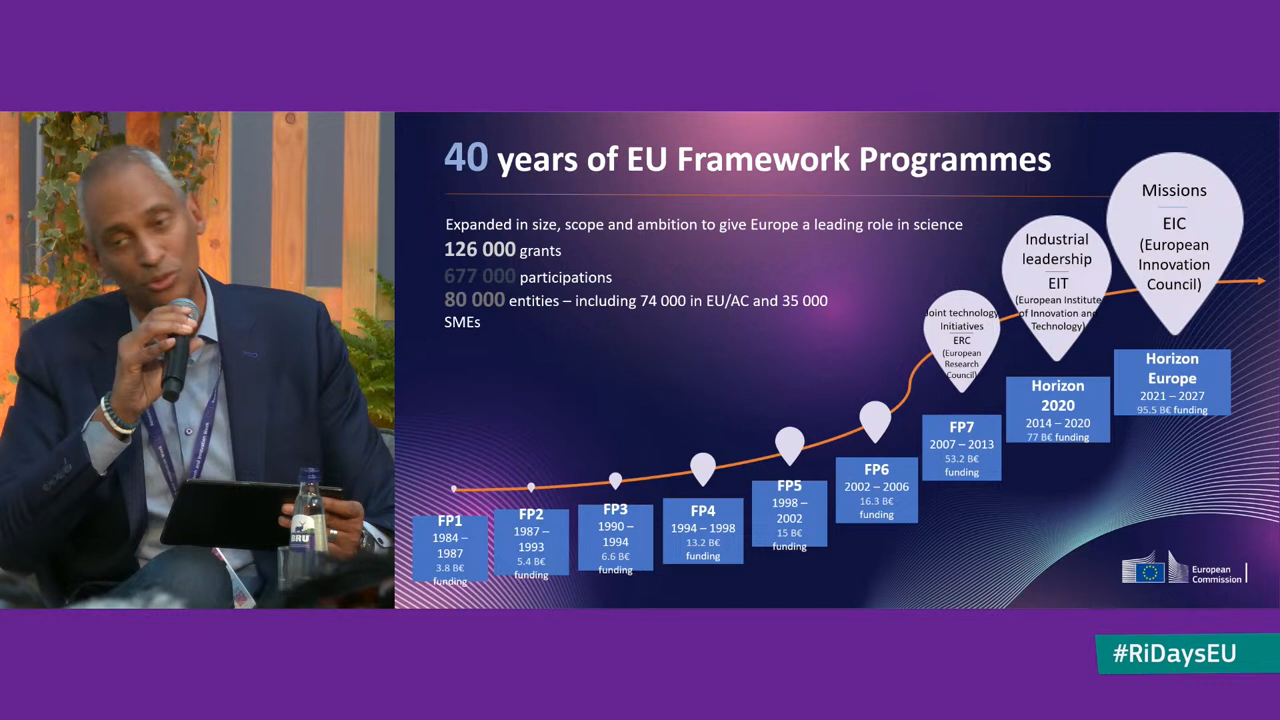 40 years of EU Framework Programmes
Expanded in size, scope and ambition to give Europe a leading role in science
126 000 grants
677 000 participations
80 000 entities – including 74 000 in EU/AC and 35 000
SMEs
FP1
1984 –
1987
3.8 B€
funding
FP2
1987 –
1993
5.4 B€
funding
FP3
1990 –
1994
6.6 B€
funding
FP4
1994 – 1998
13.2 B€
funding
FP5
1998 –
2002
15 B€
funding
FP6
2002 – 2006
16.3 B€
funding
Joint technology
Initiatives
ERC
(European
Research
Council)
FP7
2007 – 2013
53.2 B€
funding
Industrial
leadership
EIT
(European Institute
of Innovation and
Technology)
Horizon
2020
2014 – 2020
77 B€ funding
Missions
EIC
(European
Innovation
Council)
Horizon
Europe
2021 – 2027
95.5 B€ funding
European
Commission
BRU
#RiDaysEU